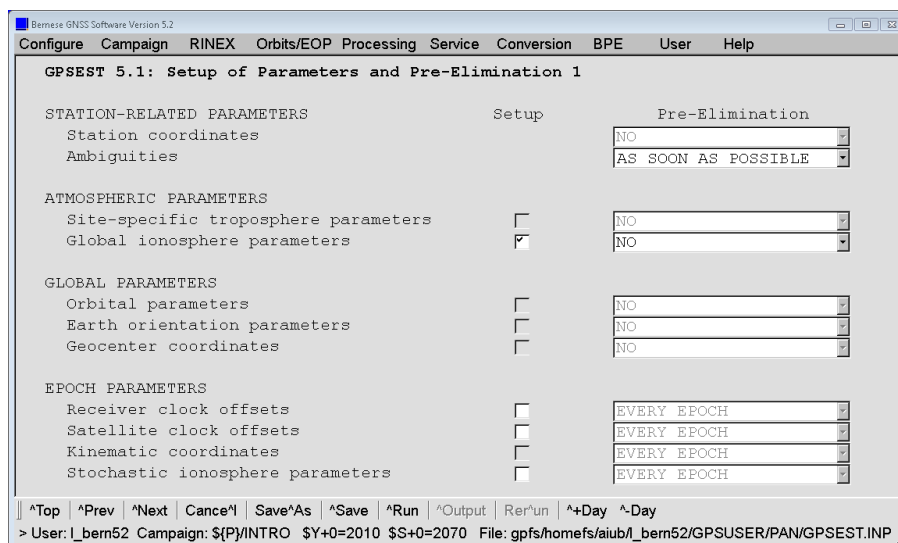 Bernese GNSS Software Version 5.2
Configure Campaign RINEX Orbits/EOP Processing Service Conversion BPE User Help
GPSEST 5.1: Setup of Parameters and Pre-Elimination 1
STATION-RELATED PARAMETERS Setup Pre-Elimination
Station coordinates NO
Ambiguities AS SOON AS POSSIBLE
ATMOSPHERIC PARAMETERS
Site-specific troposphere parameters NO
Global ionosphere parameters NO
GLOBAL PARAMETERS
Orbital parameters NO
Earth orientation parameters NO
Geocenter coordinates NO
EPOCH PARAMETERS
Receiver clock offsets EVERY EPOCH
Satellite clock offsets EVERY EPOCH
Kinematic coordinates EVERY EPOCH
Stochastic ionosphere parameters EVERY EPOCH
^Top ^Prev ^Next Cance^l Save^As ^Save ^Run ^Output Rer^un ^+Day ^-Day
> User: l_bern52 Campaign: ${P}/INTRO $Y+0=2010 $S+0=2070 File: gpfs/homefs/aiub/l_bern52/GPSUSER/PAN/GPSEST.INP